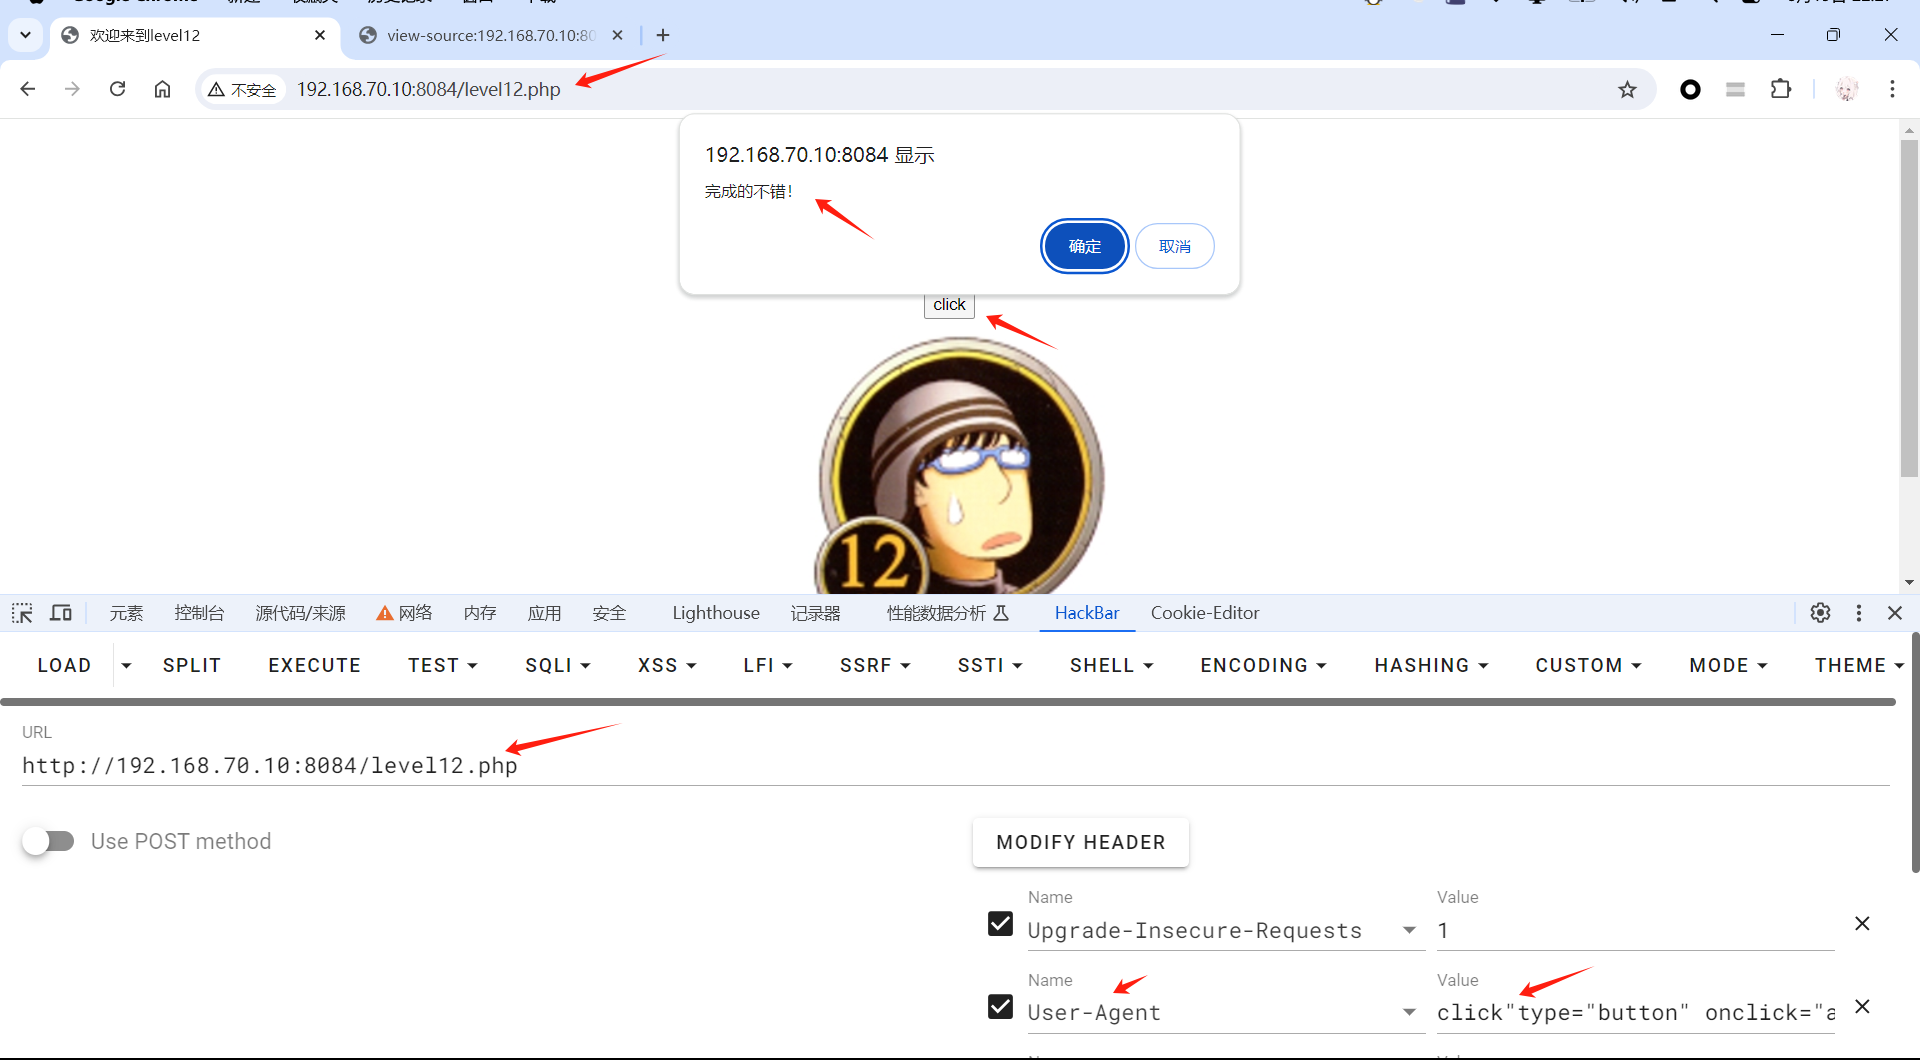 欢迎来到level12
view-source:192.168.70.10:80
不安全
192.168.70.10:8084/level12.php
192.168.70.10:8084 显示
完成的不错！
确定
取消
click
12
元素
控制台
源代码/来源
网络
内存
应用
安全
Lighthouse
记录器
性能数据分析
HackBar
Cookie-Editor
LOAD
SPLIT
EXECUTE
TEST
SQLI
XSS
LFI
SSRF
SSTI
SHELL
ENCODING
HASHING
CUSTOM
MODE
THEME
URL
http://192.168.70.10:8084/level12.php
Use POST method
MODIFY HEADER
Name
Value
Upgrade-Insecure-Requests
1
Name
Value
User-Agent
click"type="button" onclick="a